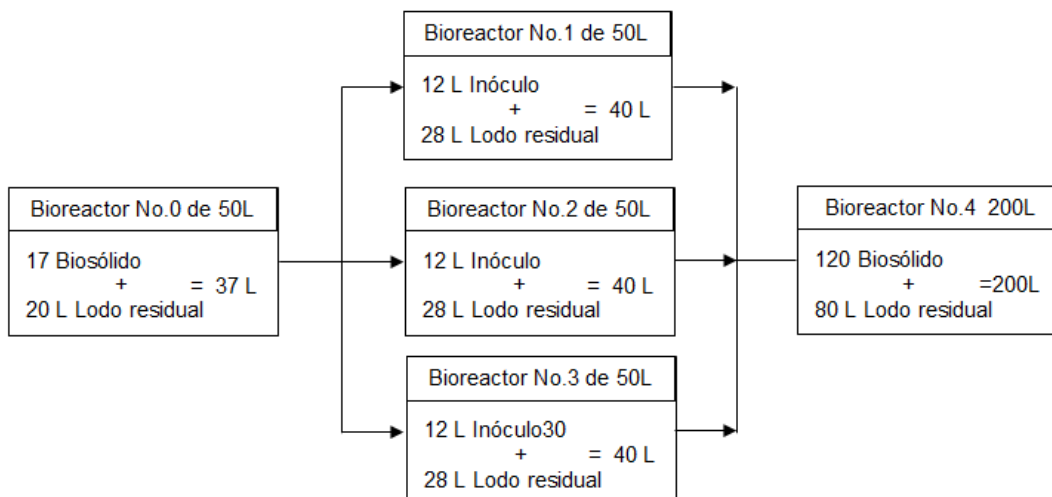 Bioreactor No.1 de 50L
12 L Inóculo
+ = 40 L
28 L Lodo residual
Bioreactor No.0 de 50L
17 Biosólido
+ = 37 L
20 L Lodo residual
Bioreactor No.2 de 50L
12 L Inóculo
+ = 40 L
28 L Lodo residual
Bioreactor No.4 200L
120 Biosólido
+ =200L
80 L Lodo residual
Bioreactor No.3 de 50L
12 L Inóculo30
+ = 40 L
28 L Lodo residual